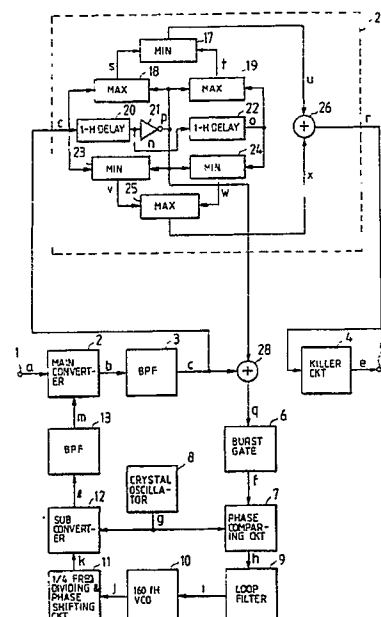 17
2
MIN
s
t
18
19
u
MAX
MAX
20
21
p
22
26
c
1-H DELAY
n
1-H DELAY
o
r
23
24
MIN
MIN
x
v
25
w
MAX
2
3
28
4
1
a
MAIN CONVERT-
ER
b
BPF
c
KILLER
CKT
e
m
q
13
6
BPF
8
BURST
GATE
CRYSTAL
OSCILLA-
TOR
ℓ
f
12
7
SUB
CONVERT-
ER
g
PHASE
COMPAR-
ING CKT
k
11
10
h
9
1/4 FREQ
DIVIDING &
PHASE
SHIFTING
CKT
j
160 fH
VCO
i
LOOP
FILTER